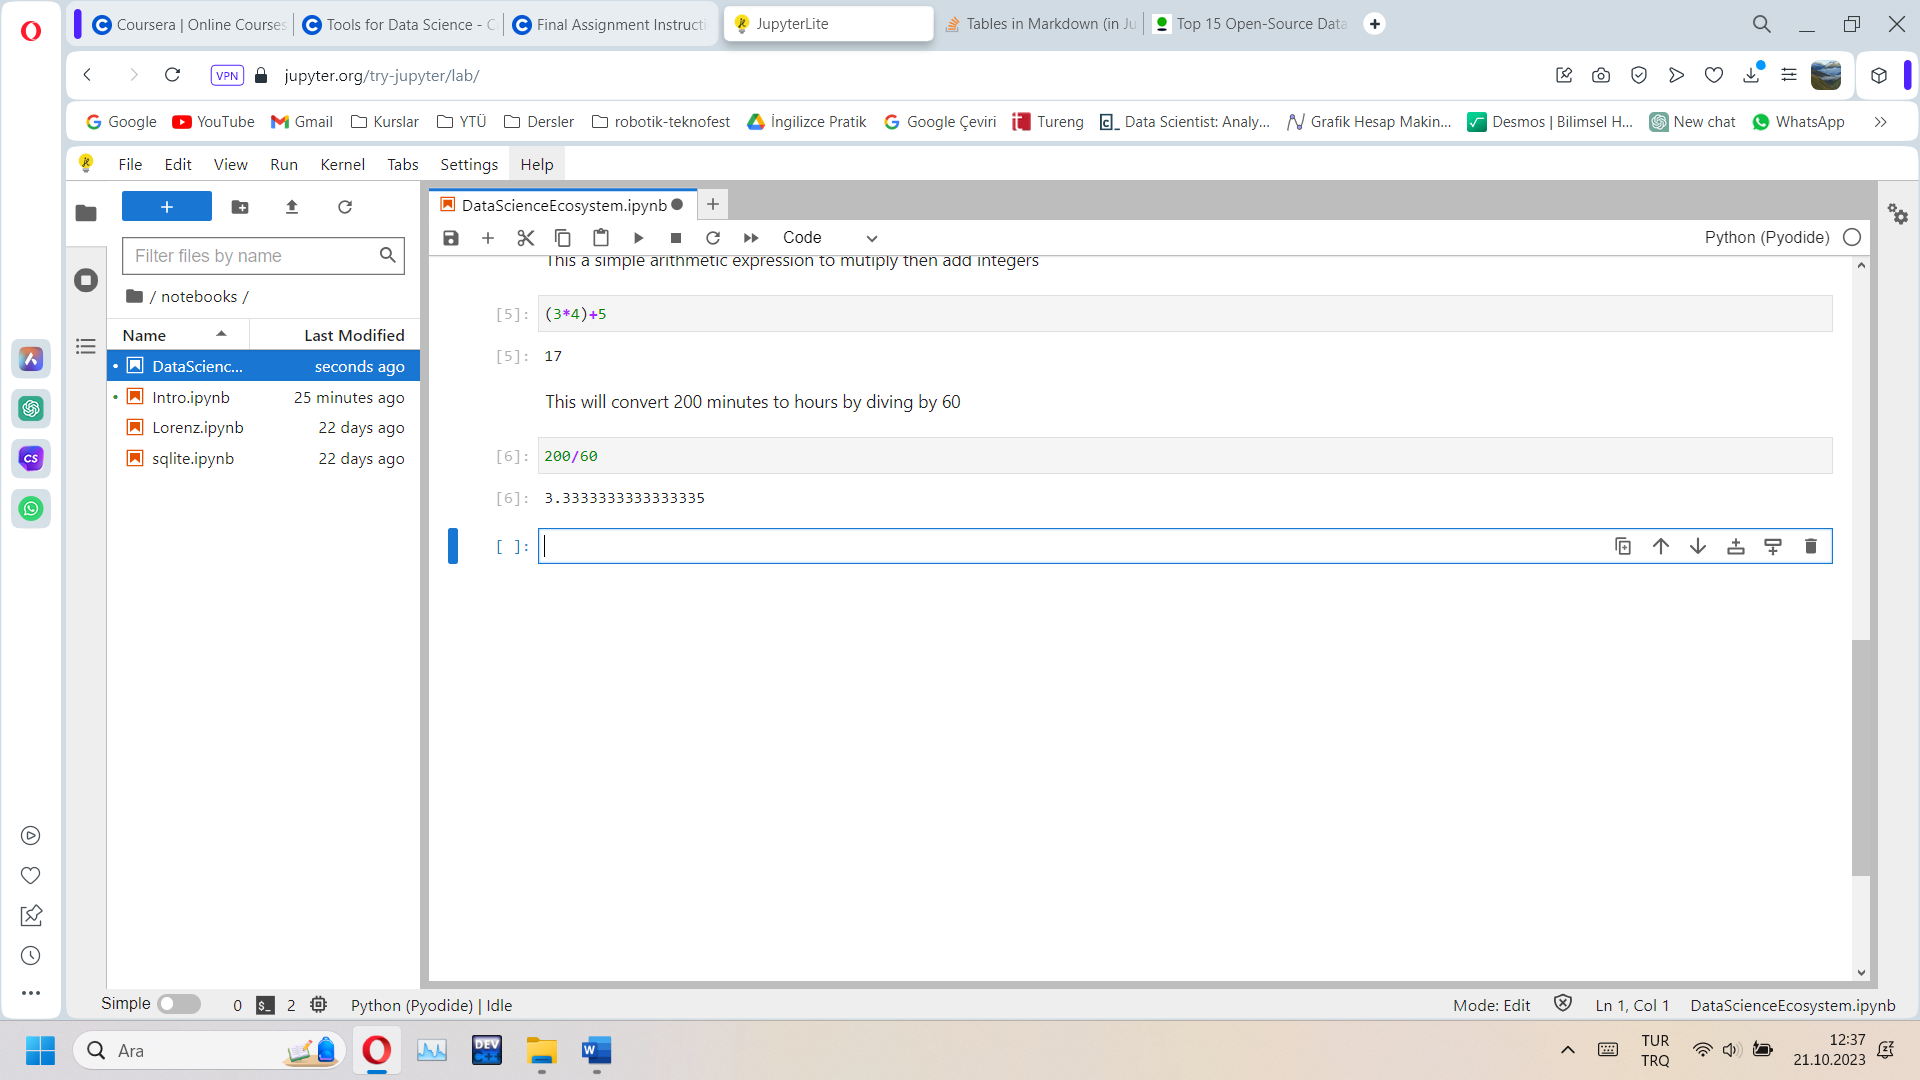 Coursera | Online Courses
Tools for Data Science - C
Final Assignment Instructi
JupyterLite
Tables in Markdown (in Ju
Top 15 Open-Source Data
VPN
jupyter.org/try-jupyter/lab/
Google
YouTube
Gmail
Kurslar
YTÜ
Dersler
robotik-teknofest
İngilizce Pratik
Google Çeviri
Tureng
Data Scientist: Analy...
Grafik Hesap Makin...
Desmos | Bilimsel H...
New chat
WhatsApp
File Edit View Run Kernel Tabs Settings Help
DataScienceEcosystem.ipynb
Code
Python (Pyodide)
Filter files by name
/ notebooks /
Name Last Modified
DataScienc... seconds ago
Intro.ipynb 25 minutes ago
Lorenz.ipynb 22 days ago
sqlite.ipynb 22 days ago
This a simple arithmetic expression to mutiply then add integers
[5]: (3*4)+5
[5]: 17
This will convert 200 minutes to hours by diving by 60
[6]: 200/60
[6]: 3.3333333333333335
[ ]:
CS
Simple 0 $_ 2 Python (Pyodide) | Idle
Mode: Edit Ln 1, Col 1 DataScienceEcosystem.ipynb
Ara
DEV
W
TUR
TRQ
12:37
21.10.2023